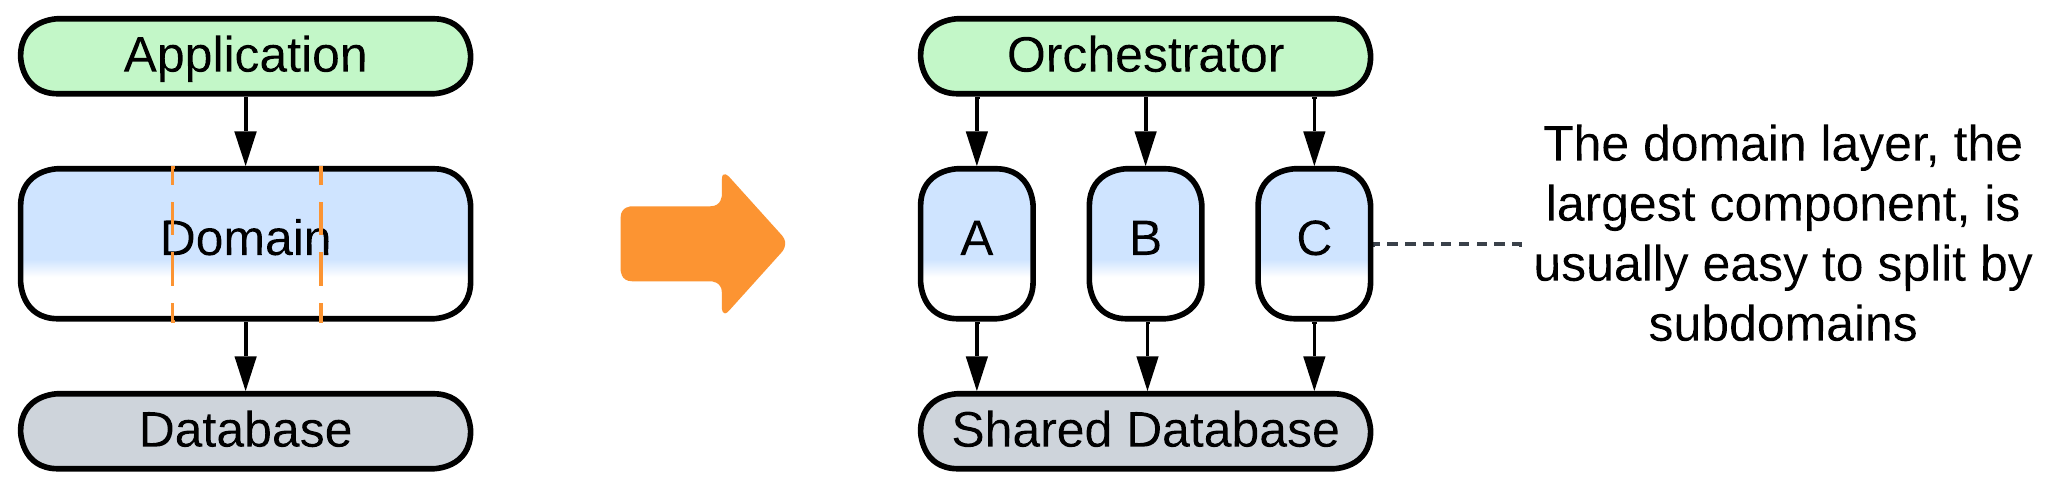 Application
Domain
Database
Orchestrator
A
B
C
Shared Database
The domain layer, the
largest component, is
usually easy to split by
subdomains